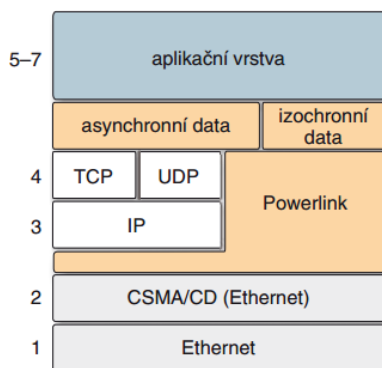 5–7
aplikační vrstva
asynchronní data
izochronní
data
4
TCP
UDP
Powerlink
3
IP
2
CSMA/CD (Ethernet)
1
Ethernet